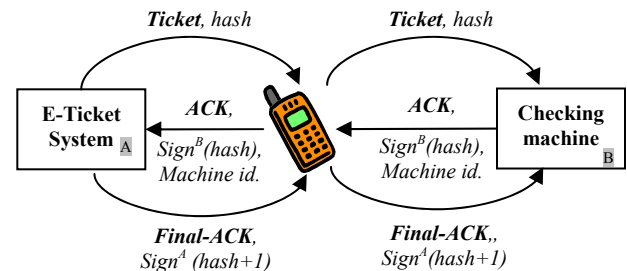 Ticket, hash
Ticket, hash
E-Ticket
System
A
ACK,
Sign^B(hash),
Machine id.
ACK,
Sign^B(hash),
Machine id.
Checking
machine
B
Final-ACK,
Sign^A (hash+1)
Final-ACK,,
Sign^A (hash+1)